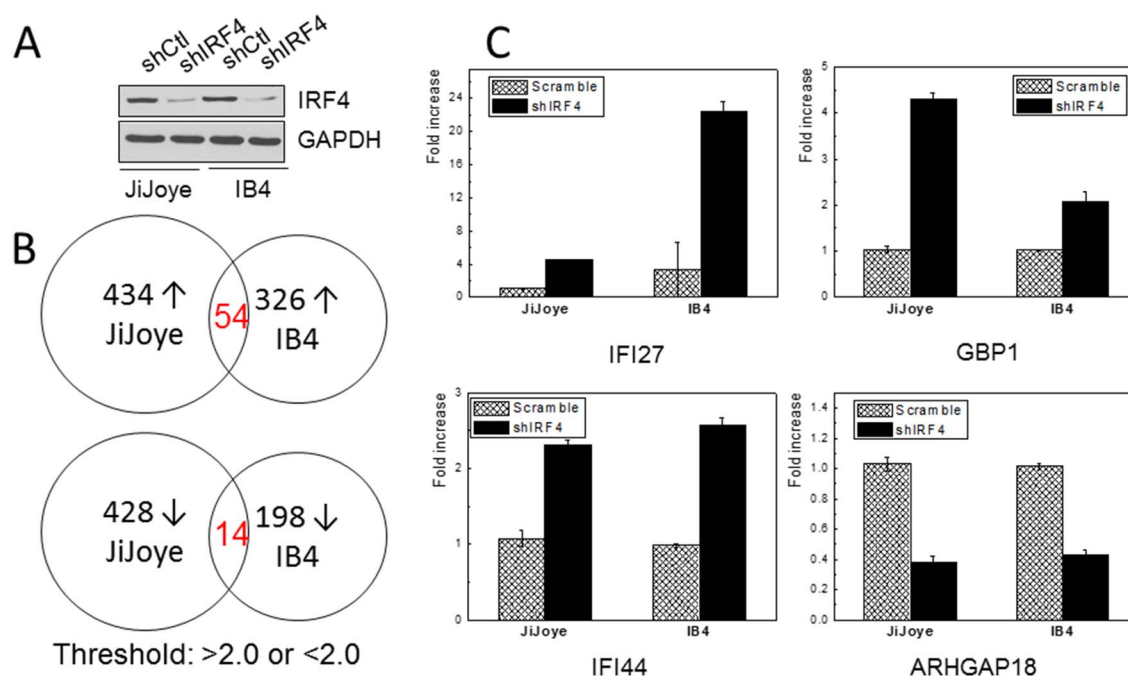 A
shCtl shIRF4 shCtl shIRF4
IRF4
GAPDH
JiJoye IB4
B
434 ↑ 54 326 ↑
JiJoye IB4
428 ↓ 14 198 ↓
JiJoye IB4
Threshold: >2.0 or <2.0
C
Fold increase
24
20
16
12
8
4
0
Scramble
shIRF4
JiJoye IB4
IFI27
Fold increase
5
4
3
2
1
0
Scramble
shIRF4
JiJoye IB4
GBP1
Fold increase
3
2
1
0
Scramble
shIRF4
JiJoye IB4
IFI44
Fold increase
1.4
1.2
1.0
0.8
0.6
0.4
0.2
0.0
Scramble
shIRF4
JiJoye IB4
ARHGAP18